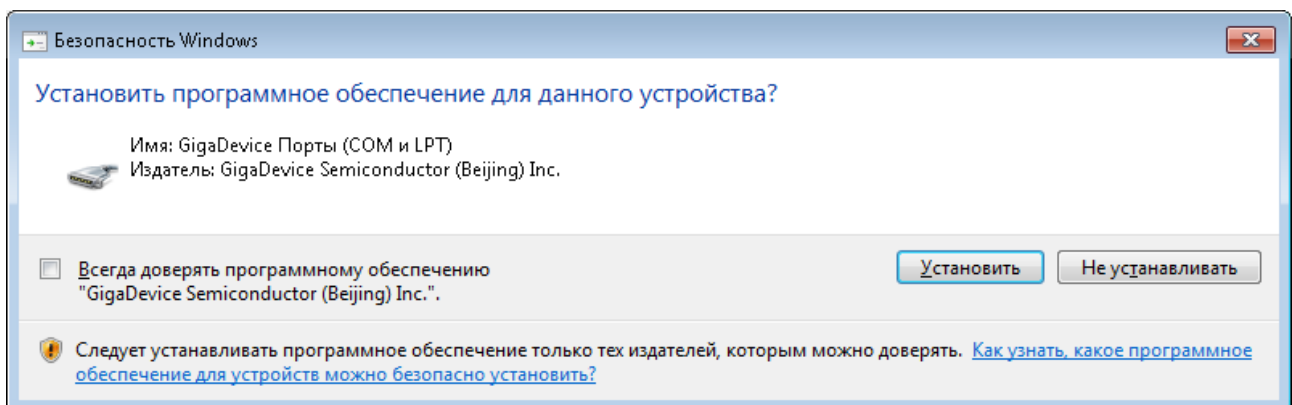 Безопасность Windows
Установить программное обеспечение для данного устройства?
Имя: GigaDevice Порты (COM и LPT)
Издатель: GigaDevice Semiconductor (Beijing) Inc.
Всегда доверять программному обеспечению
"GigaDevice Semiconductor (Beijing) Inc.".
Установить
Не устанавливать
Следует устанавливать программное обеспечение только тех издателей, которым можно доверять. Как узнать, какое программное
обеспечение для устройств можно безопасно установить?